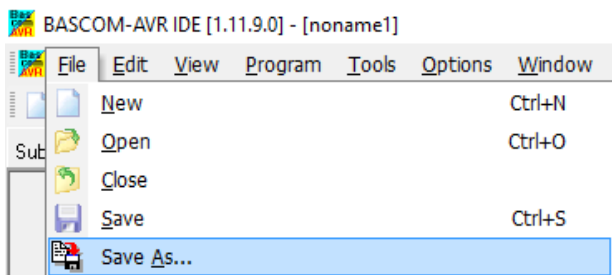 BASCOM-AVR IDE [1.11.9.0] - [noname1]
File Edit View Program Tools Options Window
Sub
New Ctrl+N
Open Ctrl+O
Close
Save Ctrl+S
Save As...